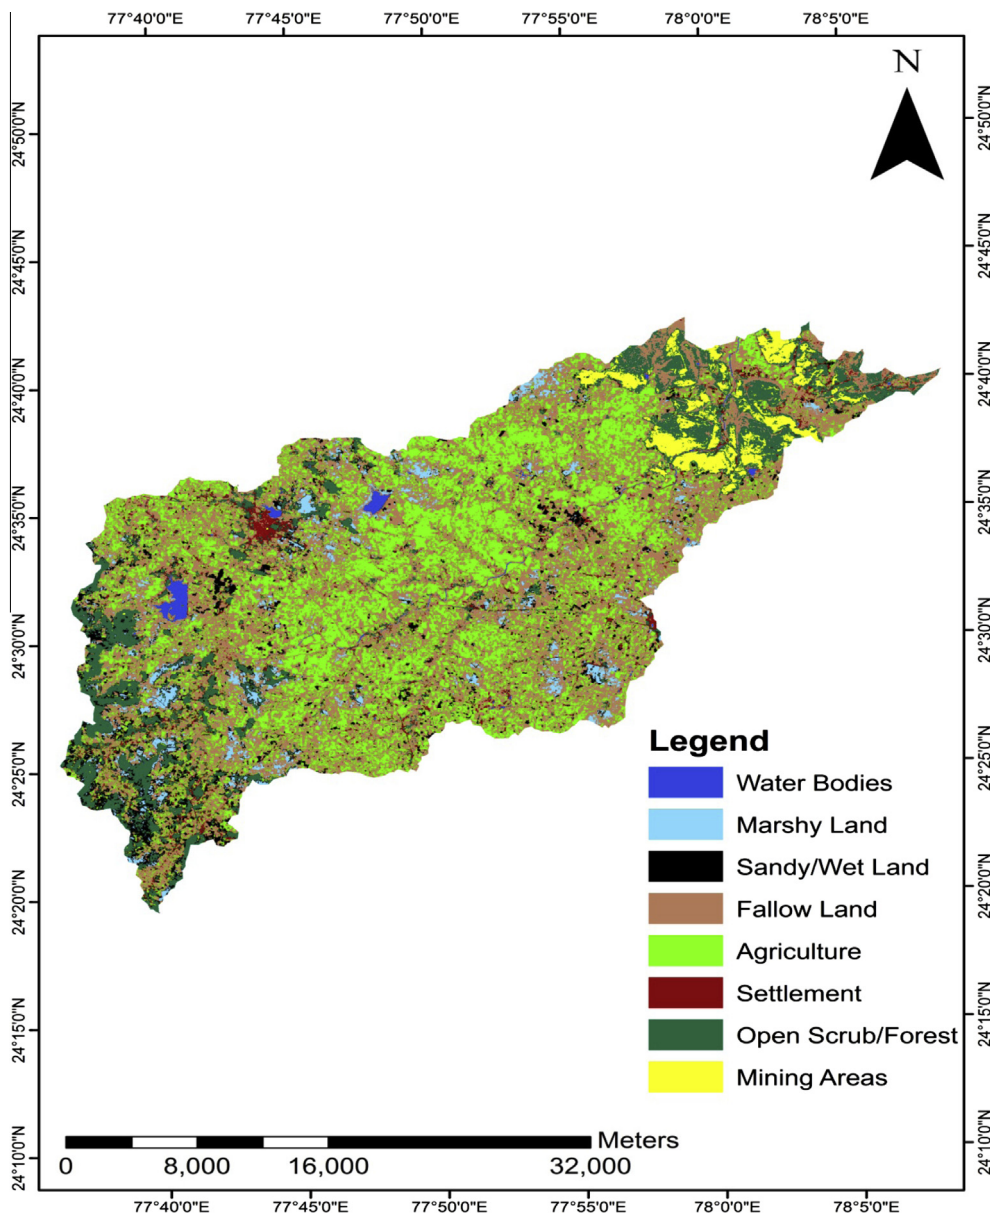 77°40'0"E 77°45'0"E 77°50'0"E 77°55'0"E 78°0'0"E 78°5'0"E
N
24°50'0"N 24°50'0"N
24°45'0"N 24°45'0"N
24°40'0"N 24°40'0"N
24°35'0"N 24°35'0"N
24°30'0"N 24°30'0"N
24°25'0"N 24°25'0"N
24°20'0"N 24°20'0"N
24°15'0"N 24°15'0"N
24°10'0"N 24°10'0"N
Legend
Water Bodies
Marshy Land
Sandy/Wet Land
Fallow Land
Agriculture
Settlement
Open Scrub/Forest
Mining Areas
Meters
0 8,000 16,000 32,000
77°40'0"E 77°45'0"E 77°50'0"E 77°55'0"E 78°0'0"E 78°5'0"E